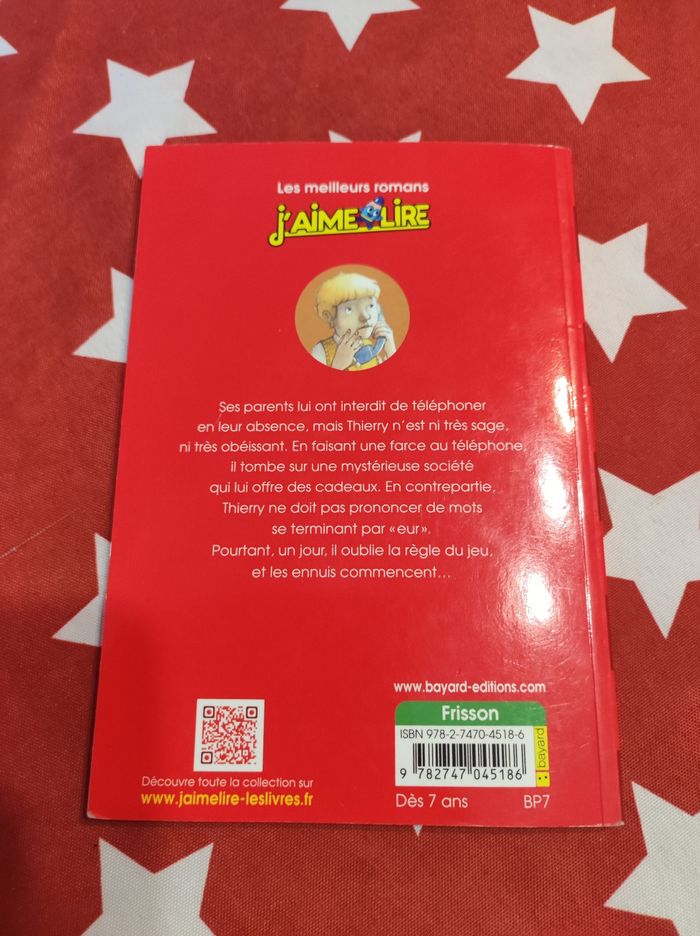 Les meilleurs romans
j'AIME LIRE
Ses parents lui ont interdit de téléphoner
en leur absence, mais Thierry n'est ni très sage,
ni très obéissant. En faisant une farce au téléphone,
il tombe sur une mystérieuse société
qui lui offre des cadeaux. En contrepartie,
Thierry ne doit pas prononcer de mots
se terminant par « eur ».
Pourtant, un jour, il oublie la règle du jeu,
et les ennuis commencent...
www.bayard-editions.com
Frisson
ISBN 978-2-7470-4518-6
9 782747 045186
bayard
Dès 7 ans BP7
Découvre toute la collection sur
www.jaimelire-leslivres.fr